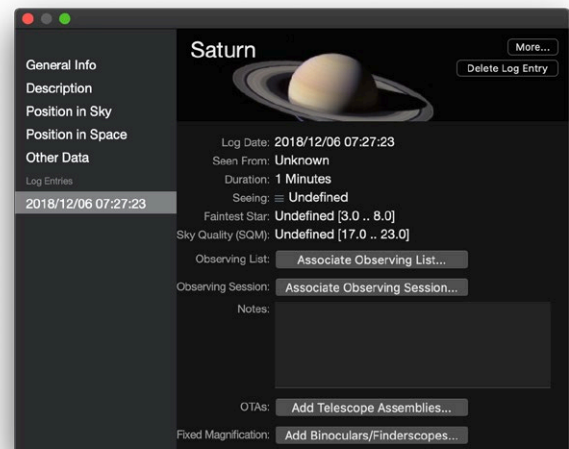 Saturn
More...
Delete Log Entry
General Info
Description
Position in Sky
Position in Space
Other Data
Log Entries
2018/12/06 07:27:23
Log Date: 2018/12/06 07:27:23
Seen From: Unknown
Duration: 1 Minutes
Seeing: Undefined
Faintest Star: Undefined [3.0 .. 8.0]
Sky Quality (SQM): Undefined [17.0 .. 23.0]
Observing List: Associate Observing List...
Observing Session: Associate Observing Session...
Notes:
OTAs: Add Telescope Assemblies...
Fixed Magnification: Add Binoculars/Finderscopes...